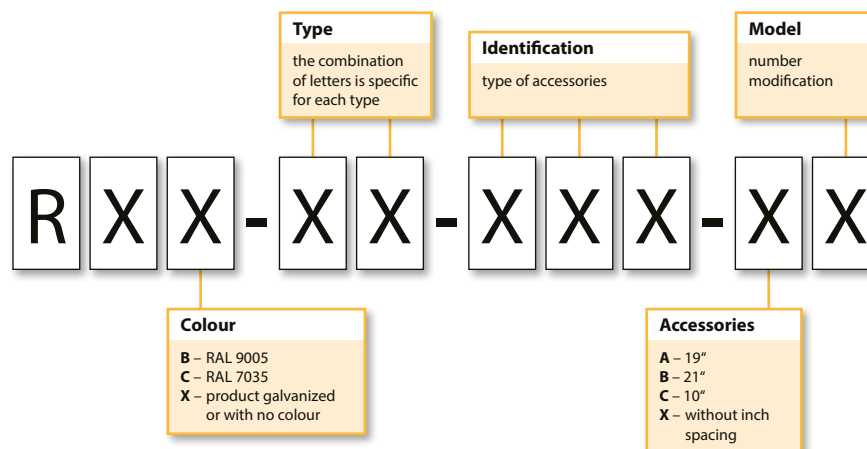 Type
the combination
of letters is specific
for each type
Identification
type of accessories
Model
number
modification
R X X - X X - X X X - X X
Colour
B – RAL 9005
C – RAL 7035
X – product galvanized
or with no colour
Accessories
A – 19“
B – 21“
C – 10“
X – without inch
spacing